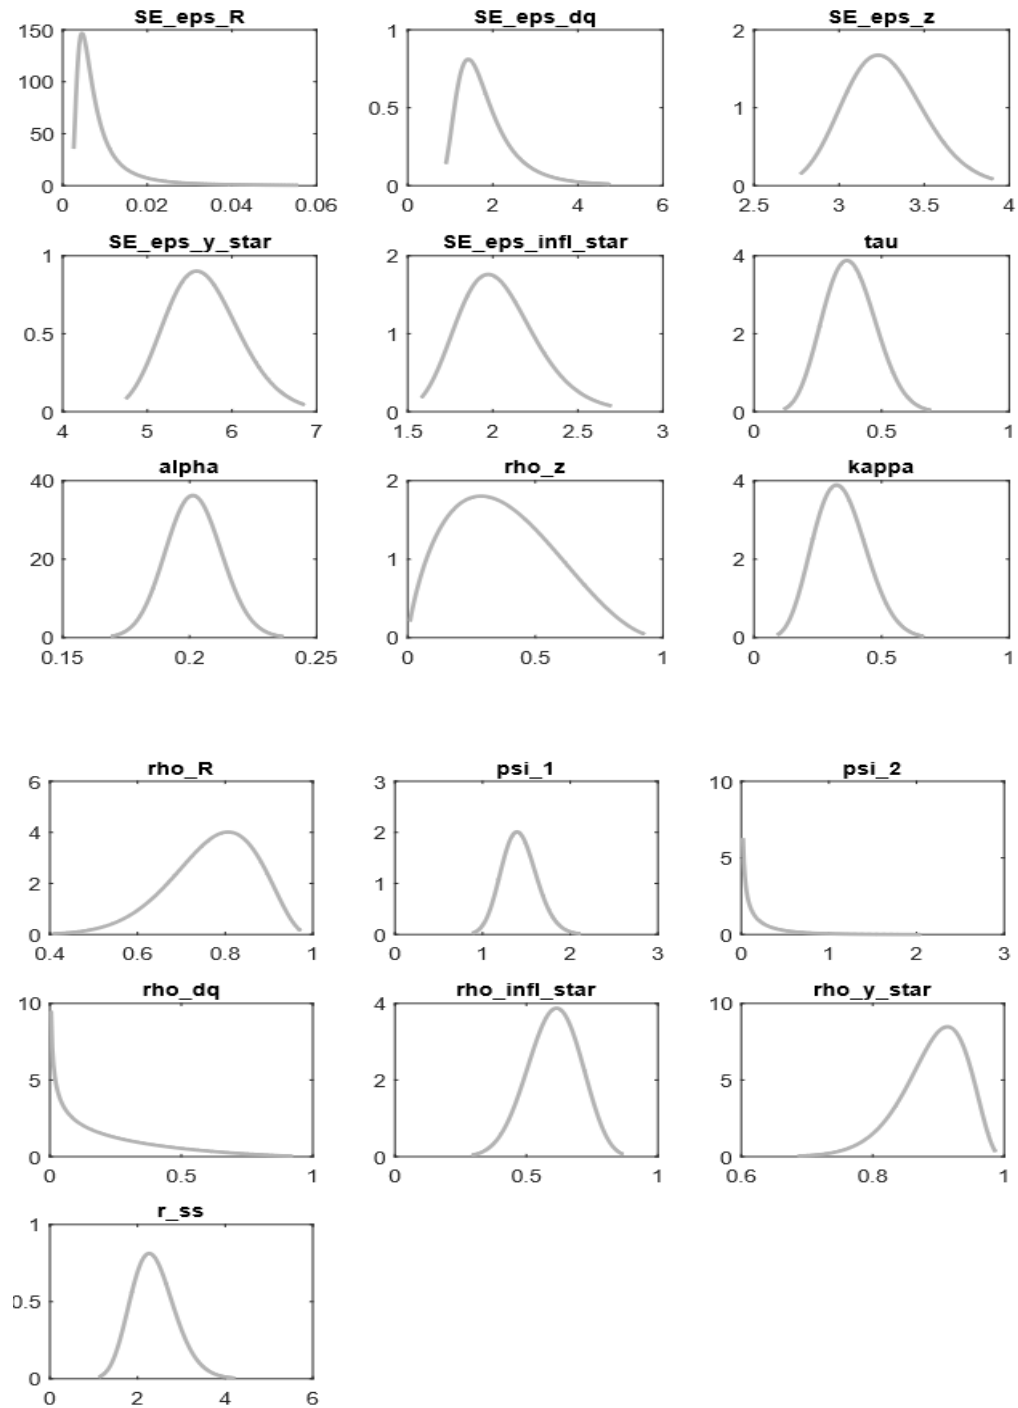 SE_eps_R SE_eps_dq SE_eps_z
150 1 2
100
50 0.5 1
0 0 0
0 0.02 0.04 0.06 0 2 4 6 2.5 3 3.5 4
SE_eps_y_star SE_eps_infl_star tau
1 2 4
0.5 1 2
0 0 0
4 5 6 7 1.5 2 2.5 3 0 0.5 1
alpha rho_z kappa
40 2 4
20 1 2
0 0 0
0.15 0.2 0.25 0 0.5 1 0 0.5 1
rho_R psi_1 psi_2
6 3 10
4 2
5
2 1
0 0 0
0.4 0.6 0.8 1 0 1 2 3 0 1 2 3
rho_dq rho_infl_star rho_y_star
10 4 10
5 2 5
0 0 0
0 0.5 1 0 0.5 1 0.6 0.8 1
r_ss
1
0.5
0
0 2 4 6